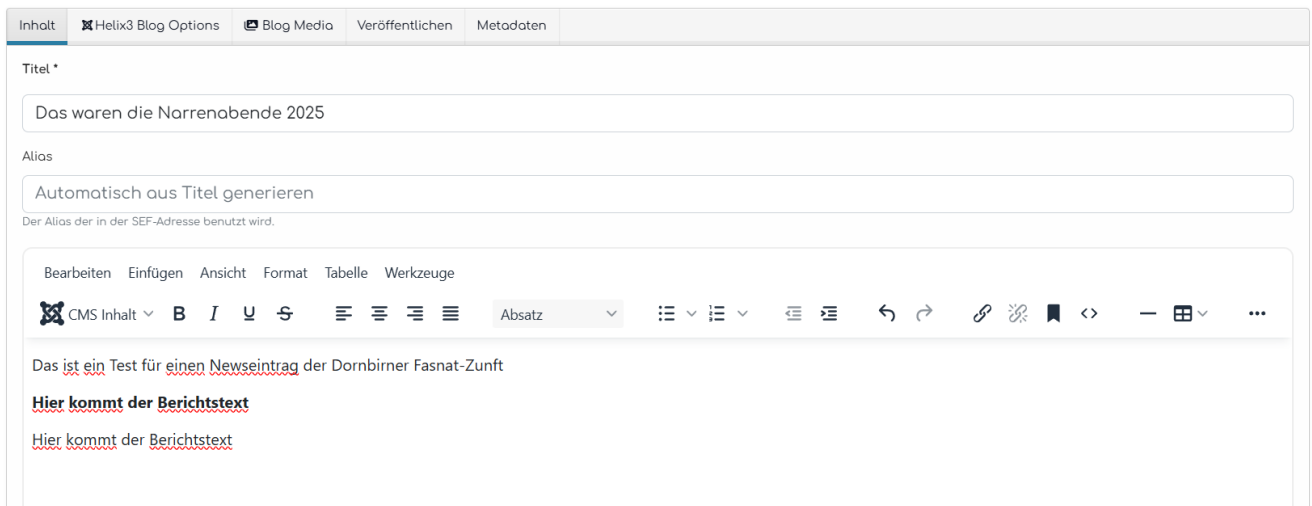 Inhalt Helix3 Blog Options Blog Media Veröffentlichen Metadaten
Titel *
Das waren die Narrenabende 2025
Alias
Automatisch aus Titel generieren
Der Alias der in der SEF-Adresse benutzt wird.
Bearbeiten Einfügen Ansicht Format Tabelle Werkzeuge
CMS Inhalt B I U S Absatz
Das ist ein Test für einen Newseintrag der Dornbirner Fasnat-Zunft
Hier kommt der Berichtstext
Hier kommt der Berichtstext